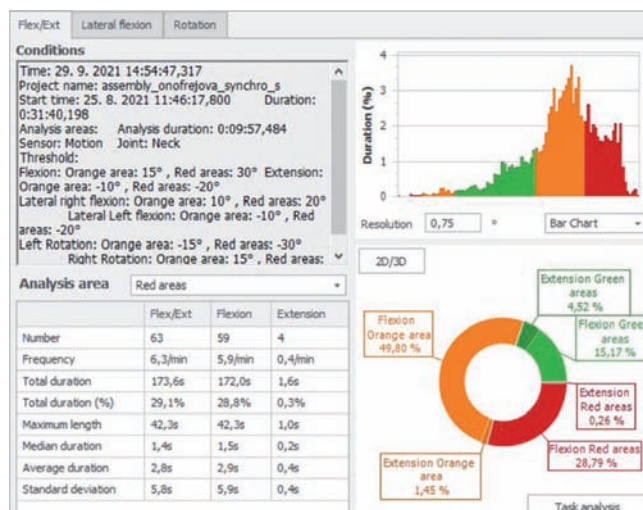 Flex/Ext Lateral flexion Rotation
Conditions
Time: 29. 9. 2021 14:54:47,317
Project name: assembly_onofrejova_synchro_s
Start time: 25. 8. 2021 11:46:17,800 Duration:
0:31:40,198
Analysis areas: Analysis duration: 0:09:57,484
Sensor: Motion Joint: Neck
Threshold:
Flexion: Orange area: 15° , Red areas: 30° Extension:
Orange area: -10° , Red areas: -20°
Lateral right flexion: Orange area: 10° , Red areas: 20°
Lateral Left flexion: Orange area: -10° , Red
areas: -20°
Left Rotation: Orange area: -15° , Red areas: -30°
Right Rotation: Orange area: 15° , Red areas:
Analysis area Red areas
Flex/Ext Flexion Extension
Number 63 59 4
Frequency 6,3/min 5,9/min 0,4/min
Total duration 173,6s 172,0s 1,6s
Total duration (%) 29,1% 28,8% 0,3%
Maximum length 42,3s 42,3s 1,0s
Median duration 1,4s 1,5s 0,2s
Average duration 2,8s 2,9s 0,4s
Standard deviation 5,8s 5,9s 0,4s
Duration (%)
4
3
2
1
0
Resolution 0,75 ° Bar Chart
2D/3D
Extension Green
areas
4,52 %
Flexion Green
areas
15,17 %
Flexion
Orange area
49,80 %
Extension
Red areas
0,26 %
Flexion Red areas
28,79 %
Extension Orange
area
1,45 %
Task analysis